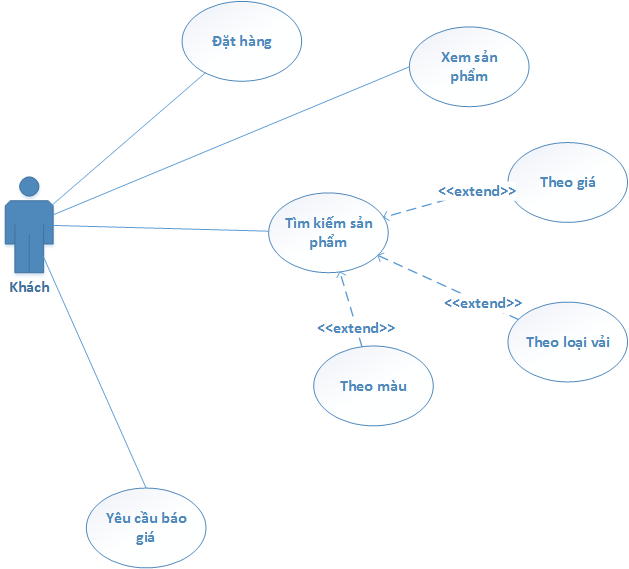 Đặt hàng
Xem sản
phẩm
Theo giá
<<extend>>
Tìm kiếm sản
phẩm
Khách
<<extend>>
<<extend>>
Theo loại vải
Theo màu
Yêu cầu báo
giá